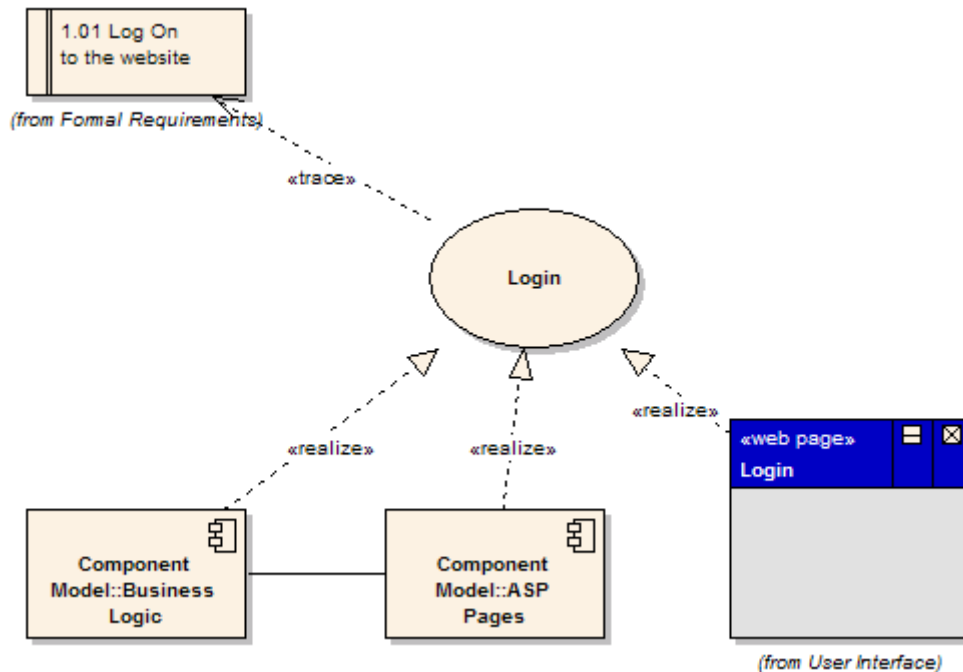 1.01 Log On
to the website
(from Formal Requirements)
«trace»
Login
«realize»
«realize»
«realize»
«web page»
Login
Component
Model::Business
Logic
Component
Model::ASP
Pages
(from User Interface)